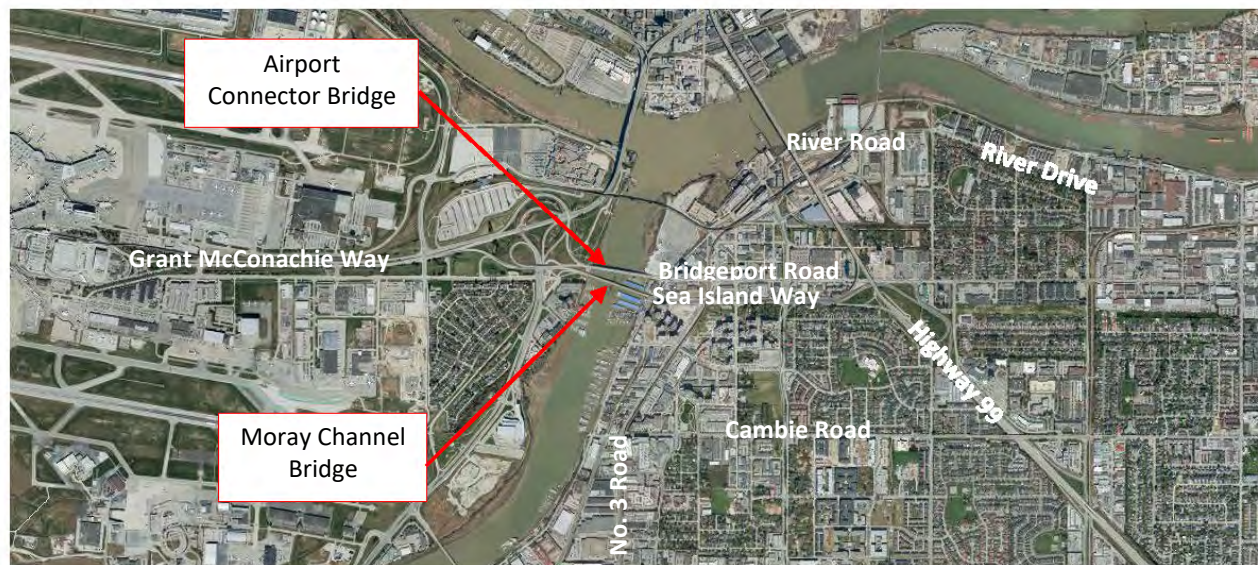 Airport
Connector Bridge
River Road
River Drive
Grant McConachie Way
Bridgeport Road
Sea Island Way
Highway 99
Moray Channel
Bridge
Cambie Road
No. 3 Road